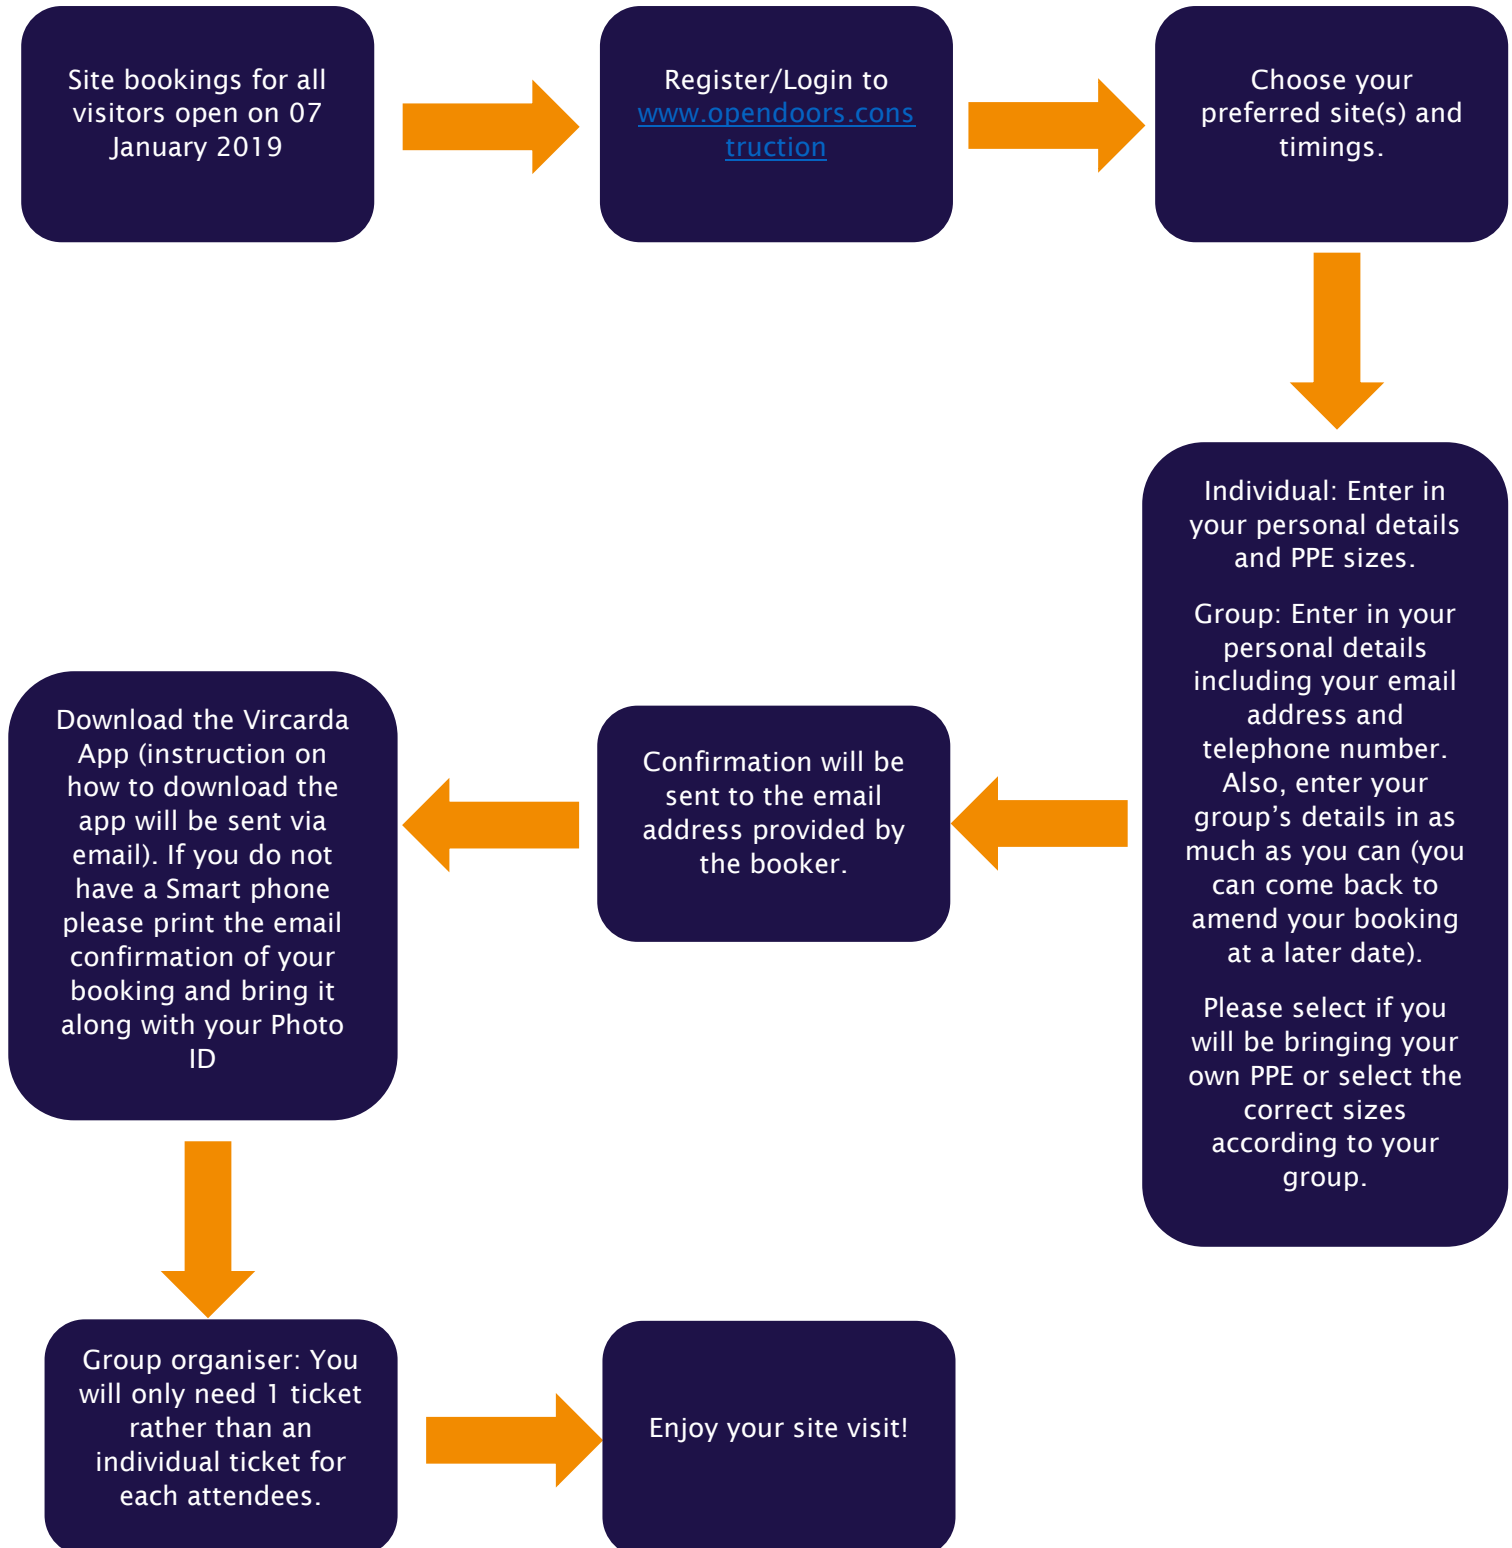 Site bookings for all
visitors open on 07
January 2019
Register/Login to
www.opendoors.cons
truction
Choose your
preferred site(s) and
timings.
Individual: Enter in
your personal details
and PPE sizes.
Group: Enter in your
personal details
including your email
address and
telephone number.
Also, enter your
group’s details in as
much as you can (you
can come back to
amend your booking
at a later date).
Please select if you
will be bringing your
own PPE or select the
correct sizes
according to your
group.
Confirmation will be
sent to the email
address provided by
the booker.
Download the Vircarda
App (instruction on
how to download the
app will be sent via
email). If you do not
have a Smart phone
please print the email
confirmation of your
booking and bring it
along with your Photo
ID
Group organiser: You
will only need 1 ticket
rather than an
individual ticket for
each attendees.
Enjoy your site visit!